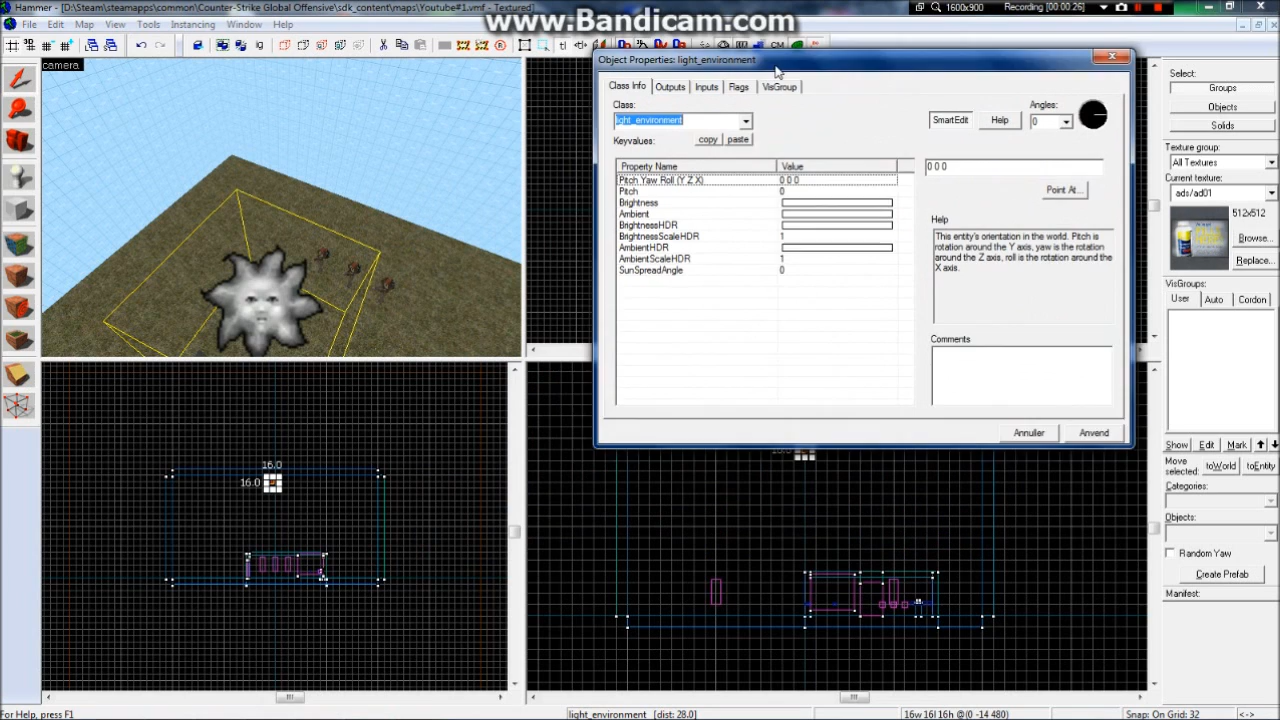 Hammer - D:\Steam\steamapps\common\Counter-Strike Global Offensive\sdk_content\maps\Youtube#1.vmf - Textured
www.Bandicam.com
1600x900
Recording [00:00:26]
File Edit Map View Tools Instancing Window Help
camera
Object Properties: light_environment
Class Info Outputs Inputs Flags VisGroup
Class:
light_environment
SmartEdit Help
Angles:
0
Keyvalues: copy paste
Property Name Value
Pitch Yaw Roll (Y Z X) 0 0 0
Pitch 0
Brightness
Ambient
BrightnessHDR
BrightnessScaleHDR 1
AmbientHDR
AmbientScaleHDR 1
SunSpreadAngle 0
0 0 0
Point At...
Help
This entity's orientation in the world. Pitch is
rotation around the Y axis, yaw is the rotation
around the Z axis, roll is the rotation around the
X axis.
Comments
Annuller Anvend
16.0
16.0
Select:
Groups
Objects
Solids
Texture group:
All Textures
Current texture:
ads/ad01
512x512
Browse...
Replace...
VisGroups:
User Auto Cordon
Show Edit Mark
Move
selected:
toWorld toEntity
Categories:
Objects:
Random Yaw
Create Prefab
Manifest:
For Help, press F1
light_environment [dist: 28.0]
16w 16l 16h @(0 -14 480)
Snap: On Grid: 32
<->